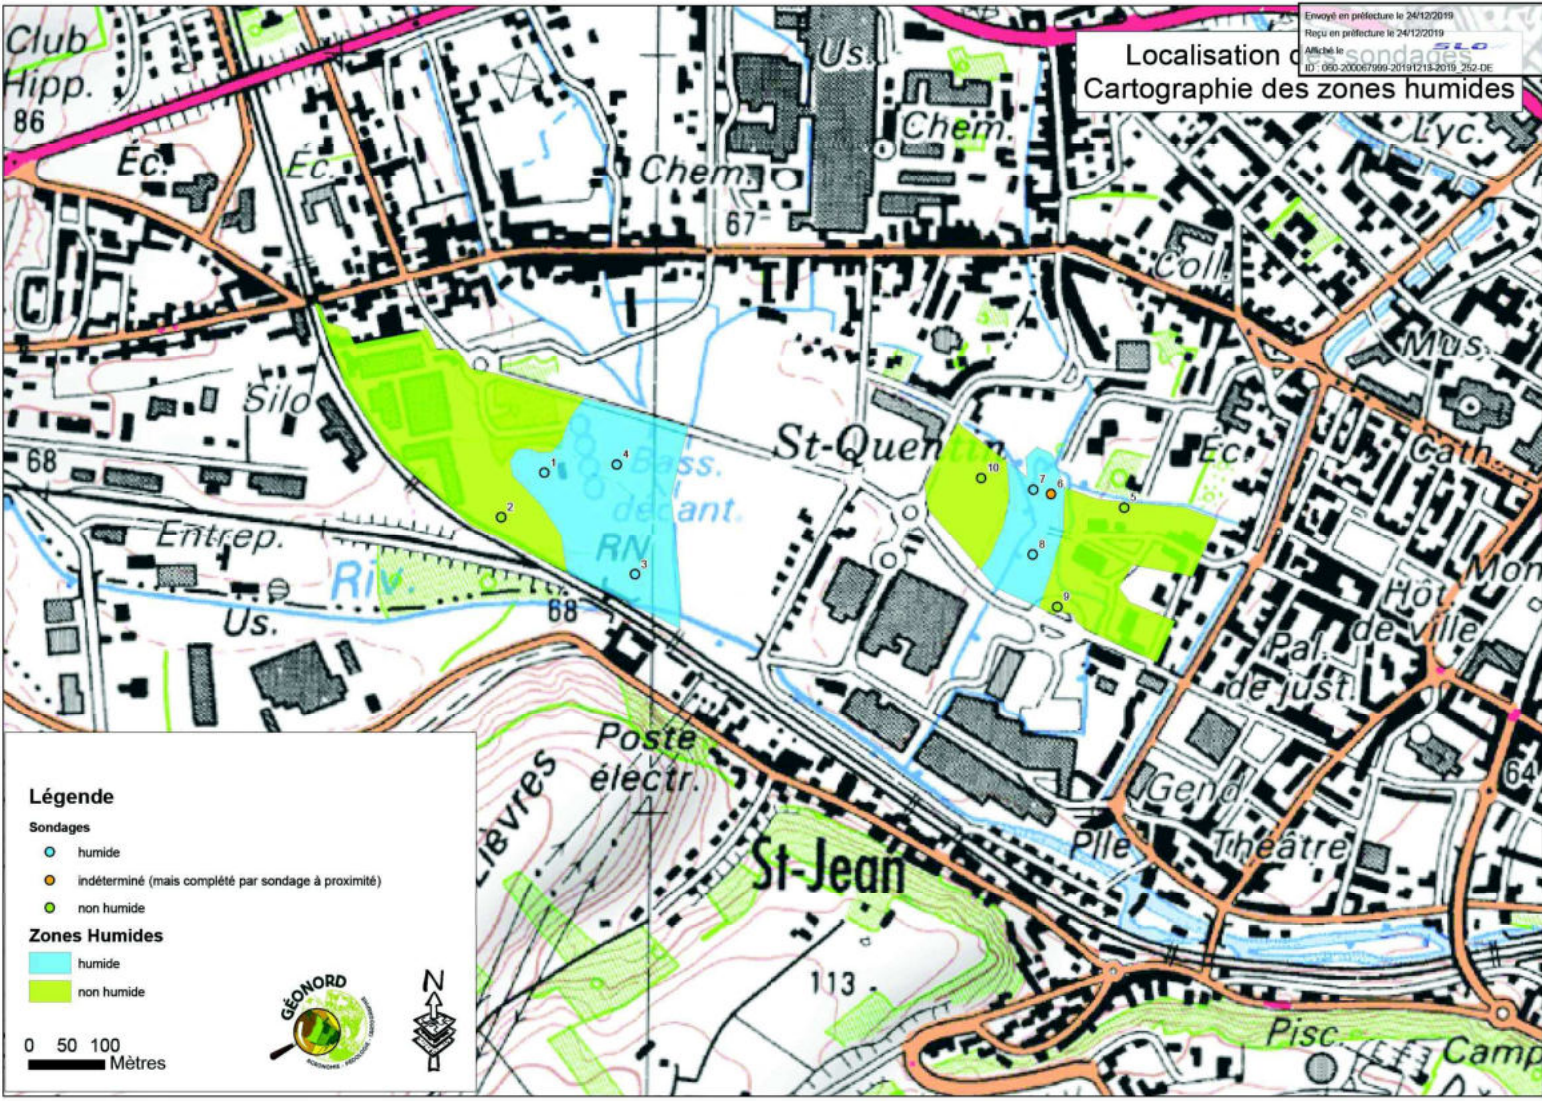 Envoyé en préfecture le 24/12/2019
Reçu en préfecture le 24/12/2019
Affiché le SLO
ID : 060-200067999-20191213-2019_252-DE
Localisation des sondages
Cartographie des zones humides
Club
Hipp.
86
Éc.
Éc.
Us.
Chem.
Chem.
67
Lyc.
Coll.
Mus.
Silo
68
St-Quentin
Éc.
Cath.
1
4
Bass.
décant.
2
RN
3
10
7
6
5
8
9
Entrep.
Riv.
68
Us.
Mon
Hôt.
de ville
Pal.
de just.
Poste
électr.
Lièvres
64
Gend.
Pile
Théâtre
St-Jean
113
Pisc.
Camp
Légende
Sondages
humide
indéterminé (mais complété par sondage à proximité)
non humide
Zones Humides
humide
non humide
GÉONORD
N
0 50 100
Mètres